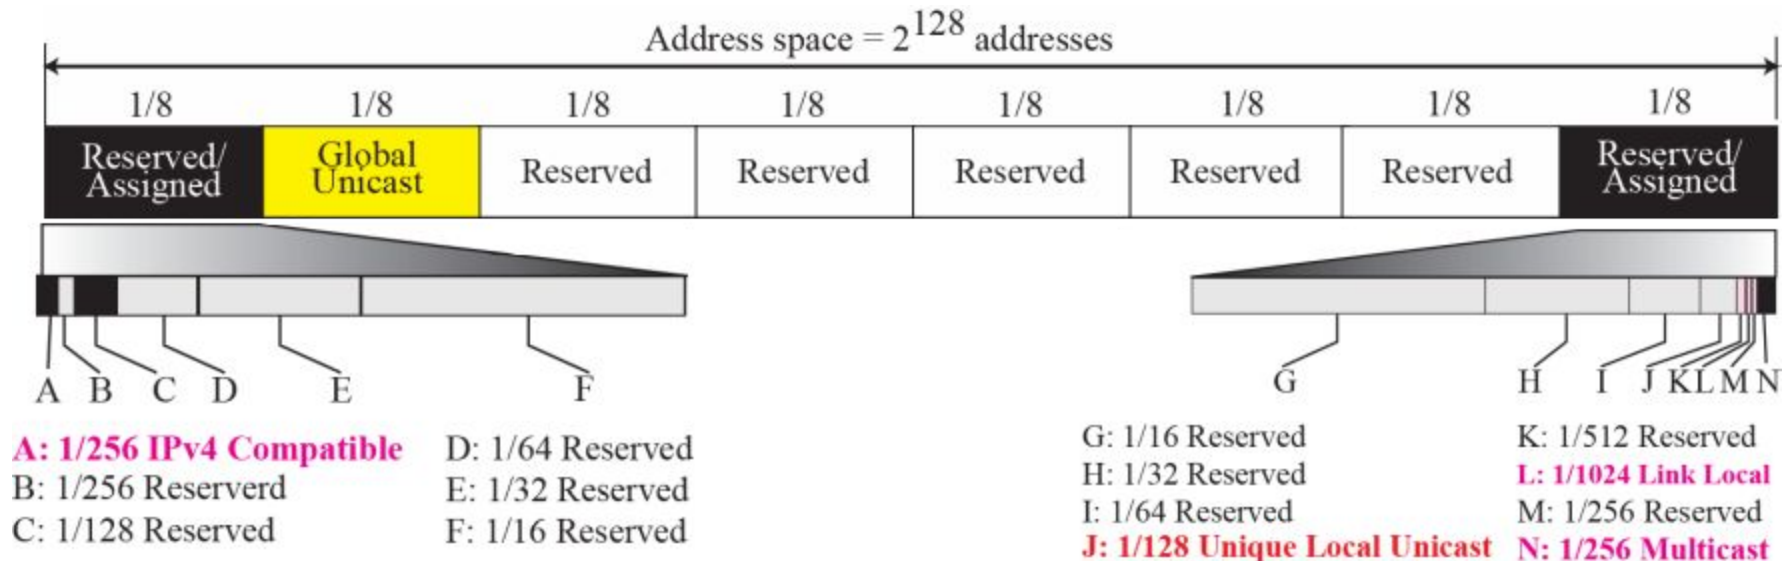 Address space = 2^128 addresses
1/8 1/8 1/8 1/8 1/8 1/8 1/8 1/8
Reserved/
Assigned
Global
Unicast
Reserved
Reserved
Reserved
Reserved
Reserved
Reserved/
Assigned
A B C D E F
G H I J K L M N
A: 1/256 IPv4 Compatible
B: 1/256 Reserverd
C: 1/128 Reserved
D: 1/64 Reserved
E: 1/32 Reserved
F: 1/16 Reserved
G: 1/16 Reserved
H: 1/32 Reserved
I: 1/64 Reserved
J: 1/128 Unique Local Unicast
K: 1/512 Reserved
L: 1/1024 Link Local
M: 1/256 Reserved
N: 1/256 Multicast